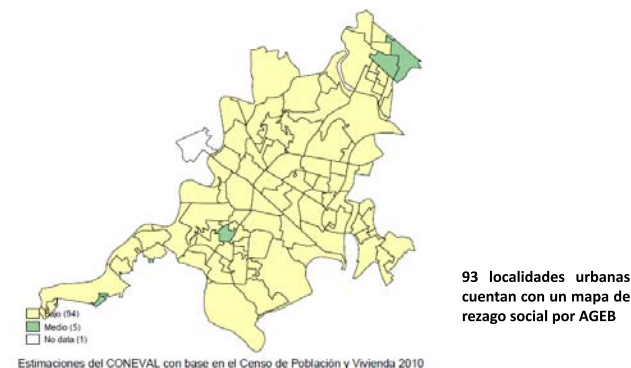 93 localidades urbanas
cuentan con un mapa de
rezago social por AGEB
Bajo (94)
Medio (5)
No data (1)
Estimaciones del CONEVAL con base en el Censo de Población y Vivienda 2010